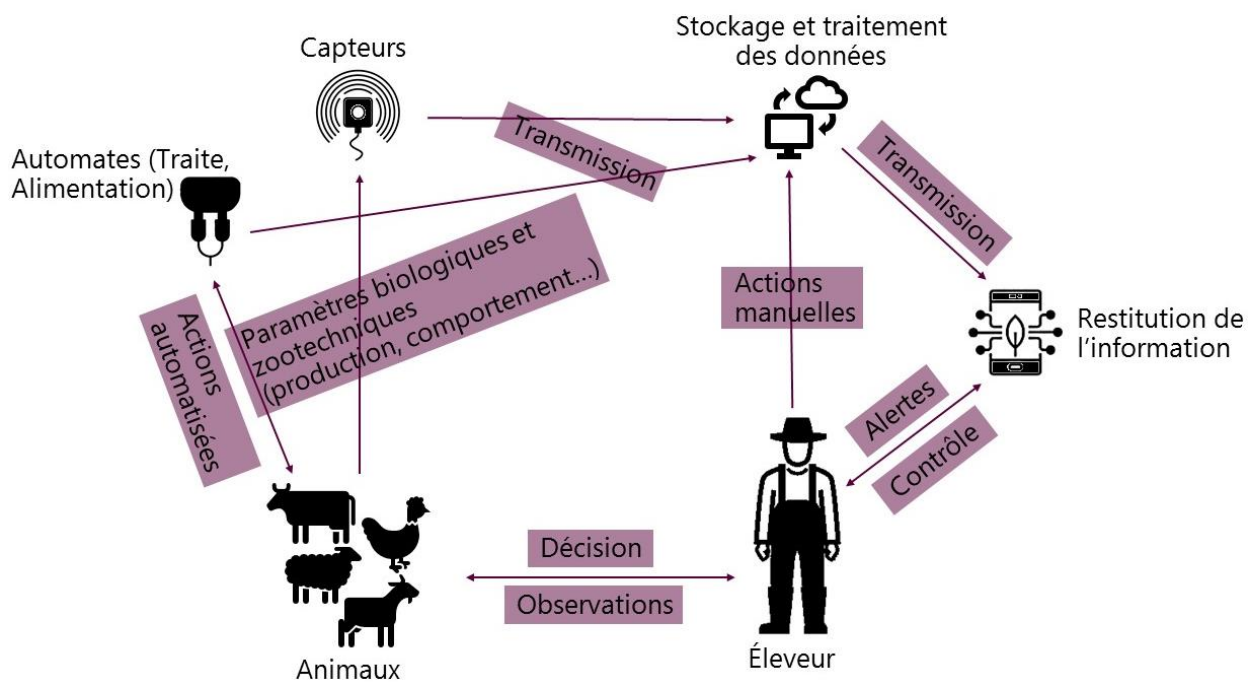 Capteurs
Stockage et traitement
des données
Automates (Traite,
Alimentation)
Transmission
Transmission
Paramètres biologiques et
zootechniques
(production, comportement...)
Actions
automatisées
Actions
manuelles
Restitution de
l'information
Alertes
Contrôle
Décision
Observations
Animaux
Éleveur